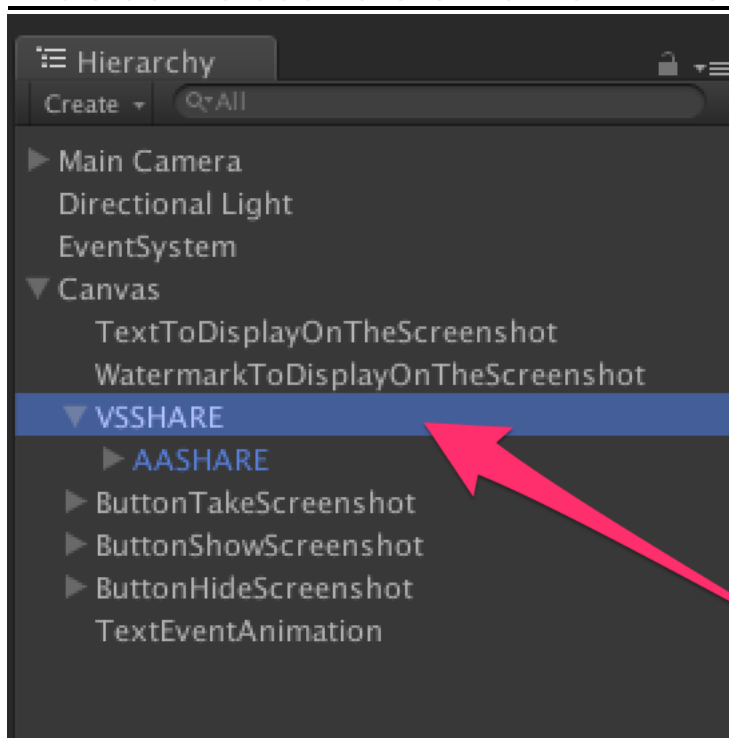 Hierarchy
Create All
Main Camera
Directional Light
EventSystem
Canvas
TextToDisplayOnTheScreenshot
WatermarkToDisplayOnTheScreenshot
VSSHARE
AASHARE
ButtonTakeScreenshot
ButtonShowScreenshot
ButtonHideScreenshot
TextEventAnimation